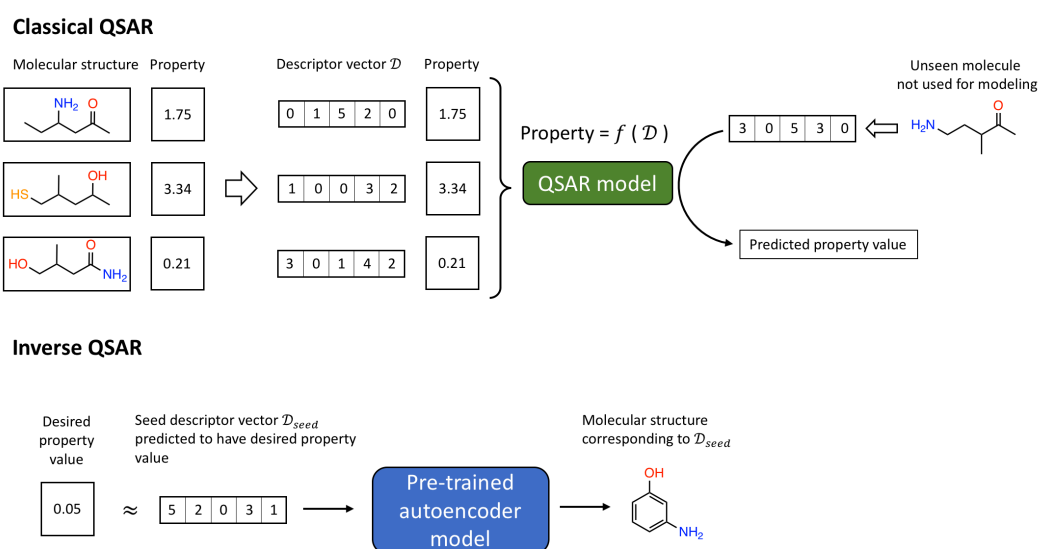 Classical QSAR
Molecular structure Property
Descriptor vector 𝒟 Property
Unseen molecule
not used for modeling
NH₂ O
1.75
0 1 5 2 0
1.75
Property = f ( 𝒟 )
3 0 5 3 0
H₂N
O
HS
OH
3.34
1 0 0 3 2
3.34
QSAR model
HO
O
NH₂
0.21
3 0 1 4 2
0.21
Predicted property value
Inverse QSAR
Desired
property
value
Seed descriptor vector 𝒟seed
predicted to have desired property
value
Molecular structure
corresponding to 𝒟seed
0.05
≈
5 2 0 3 1
Pre-trained
autoencoder
model
OH
NH₂